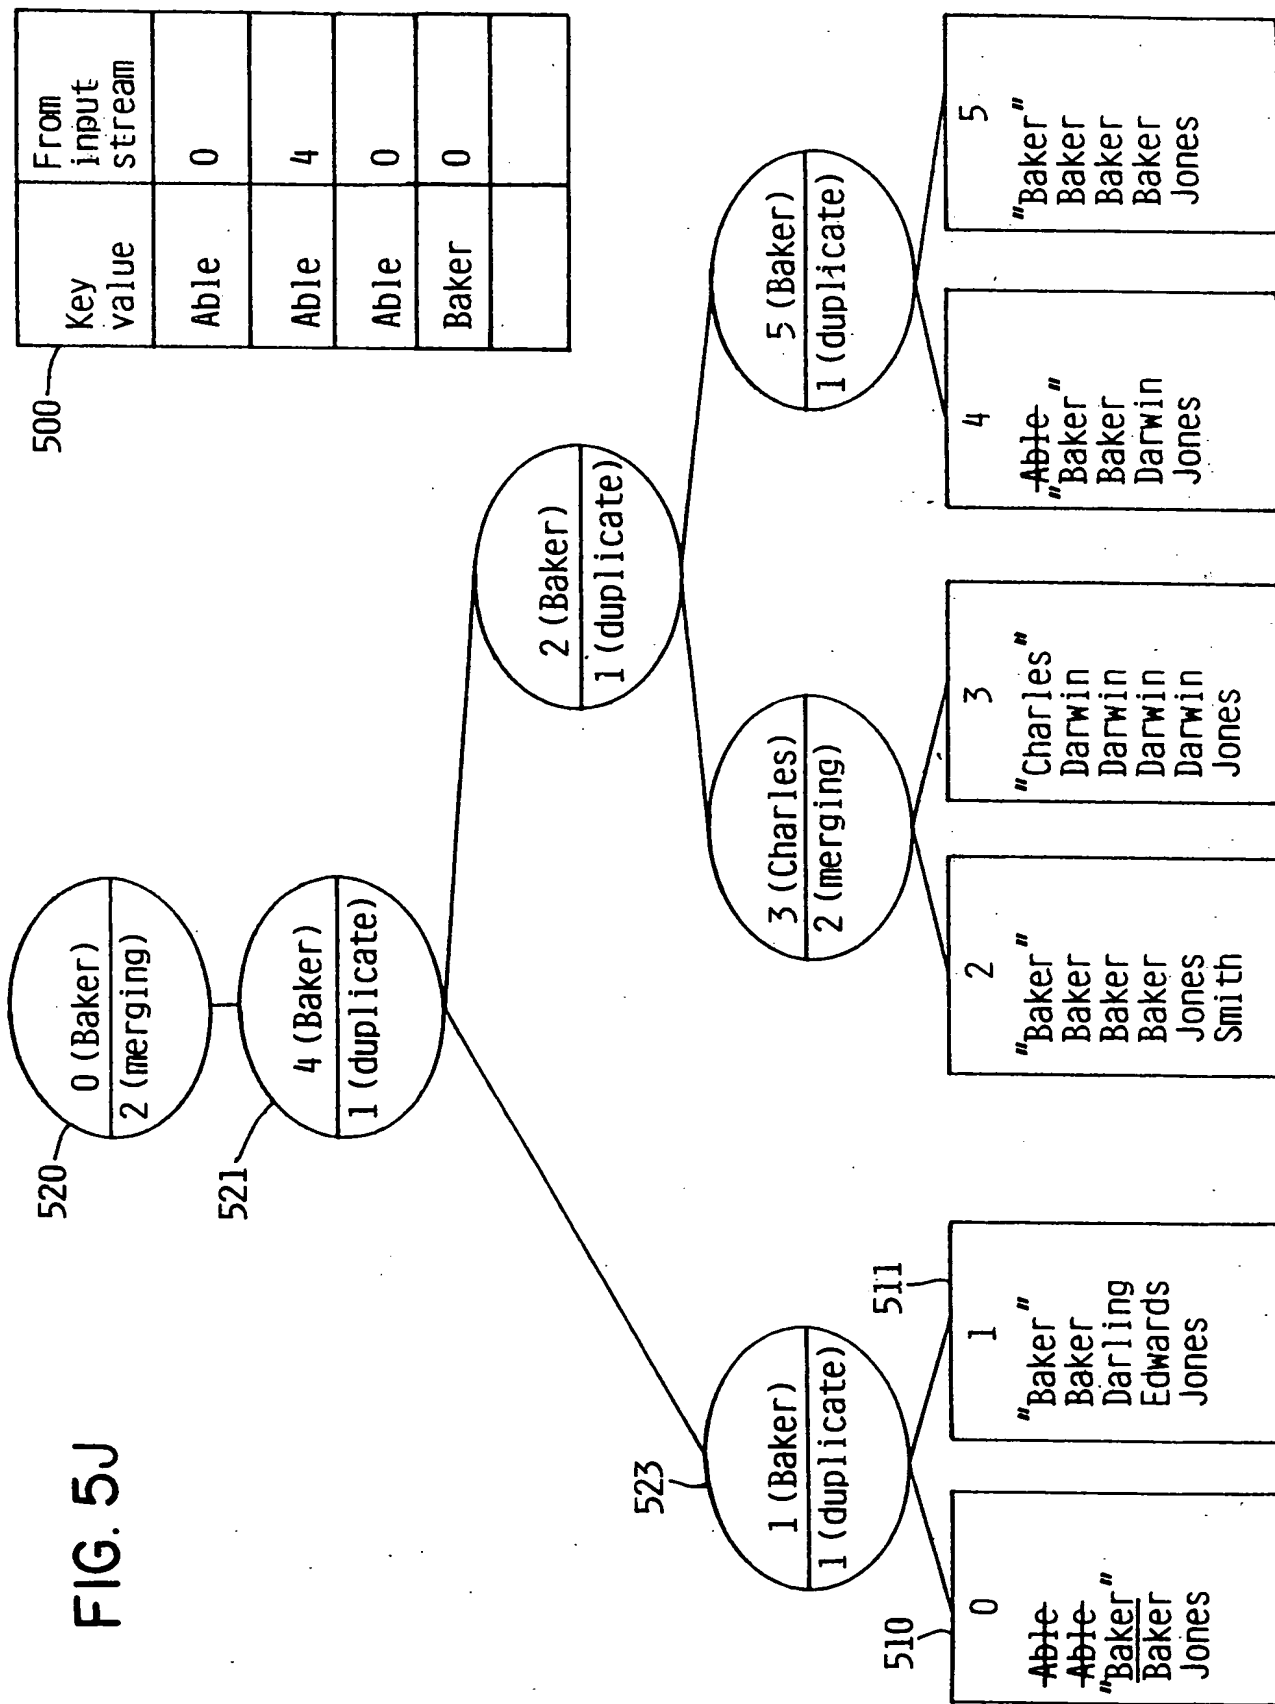 FIG. 5J
500
Key value
From input stream
Able 0
Able 4
Able 0
Baker 0
520
0 (Baker)
2 (merging)
521
4 (Baker)
1 (duplicate)
2 (Baker)
1 (duplicate)
523
1 (Baker)
1 (duplicate)
3 (Charles)
2 (merging)
5 (Baker)
1 (duplicate)
510
0
Able
Able
"Baker"
Baker
Jones
511
1
"Baker"
Baker
Darling
Edwards
Jones
2
"Baker"
Baker
Baker
Baker
Jones
Smith
3
"Charles"
Darwin
Darwin
Darwin
Darwin
Jones
4
Able
"Baker"
Baker
Darwin
Jones
5
"Baker"
Baker
Baker
Baker
Jones